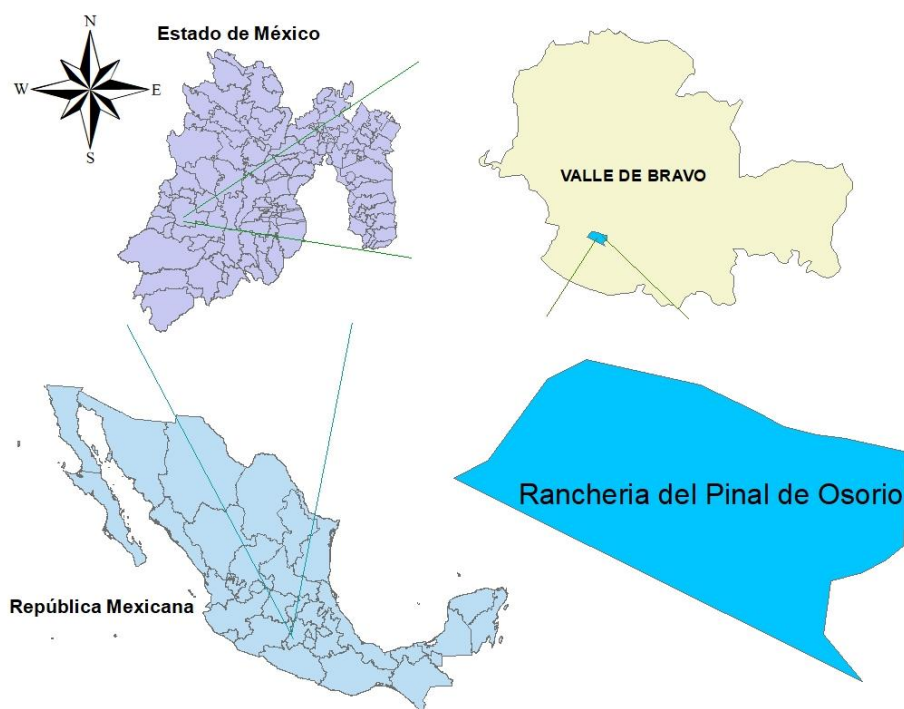 N
Estado de México
W
E
S
VALLE DE BRAVO
Rancheria del Pinal de Osorio
República Mexicana